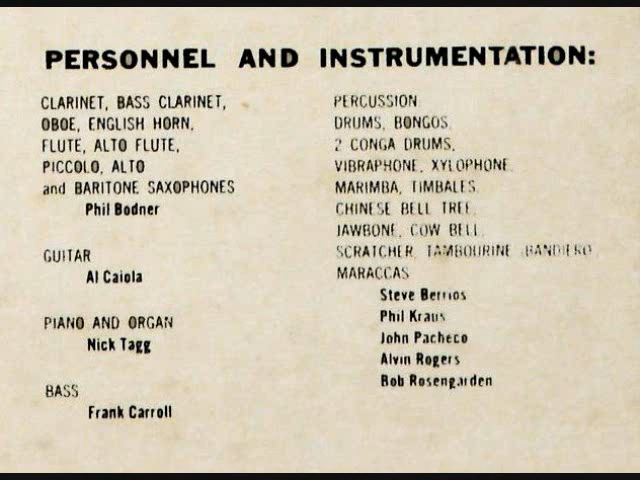 PERSONNEL AND INSTRUMENTATION:
CLARINET, BASS CLARINET,
OBOE, ENGLISH HORN,
FLUTE, ALTO FLUTE,
PICCOLO, ALTO
and BARITONE SAXOPHONES
Phil Bodner
GUITAR
Al Caiola
PIANO AND ORGAN
Nick Tagg
BASS
Frank Carroll
PERCUSSION
DRUMS, BONGOS,
2 CONGA DRUMS,
VIBRAPHONE, XYLOPHONE,
MARIMBA, TIMBALES,
CHINESE BELL TREE,
JAWBONE, COW BELL,
SCRATCHER, TAMBOURINE (BANDIERO)
MARACCAS
Steve Berrios
Phil Kraus
John Pacheco
Alvin Rogers
Bob Rosengarden